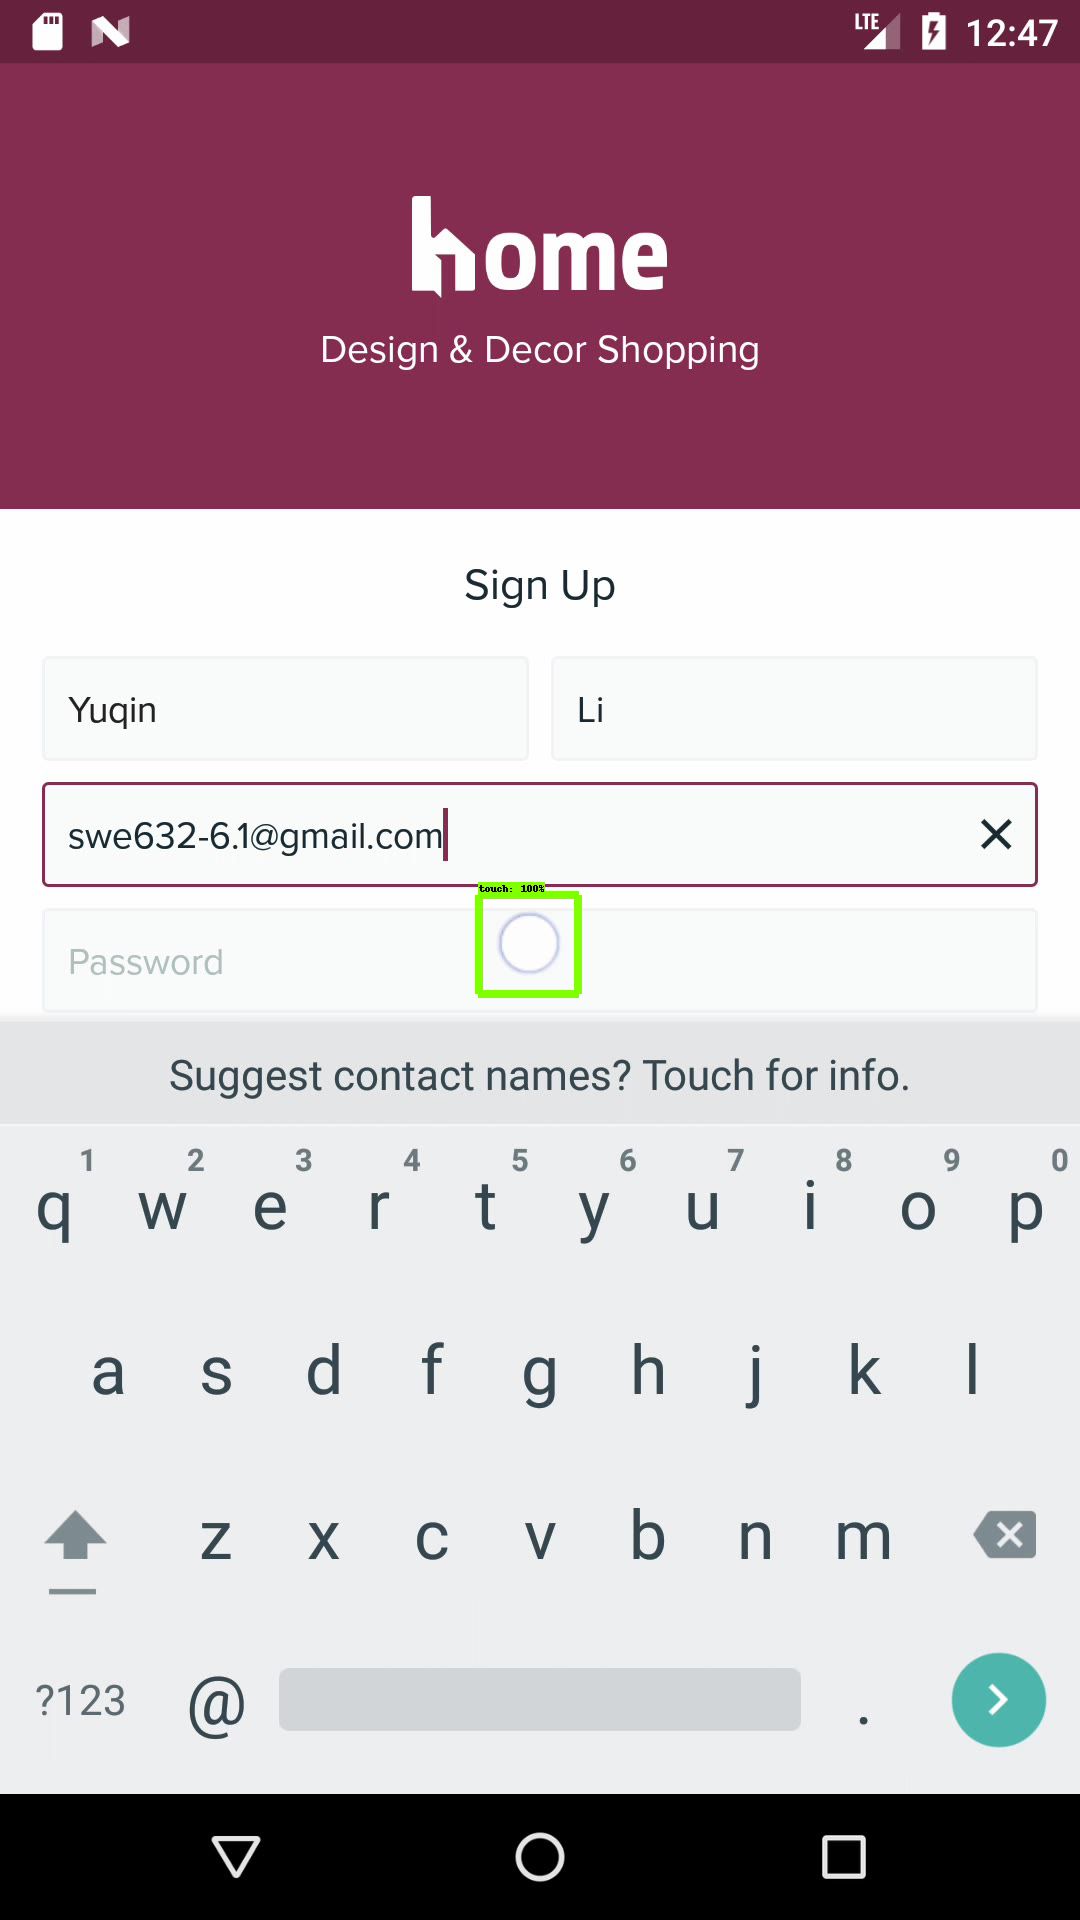 LTE 12:47
home
Design & Decor Shopping
Sign Up
Yuqin Li
swe632-6.1@gmail.com
touch: 100%
Password
Suggest contact names? Touch for info.
1 2 3 4 5 6 7 8 9 0
q w e r t y u i o p
a s d f g h j k l
z x c v b n m
?123 @ .